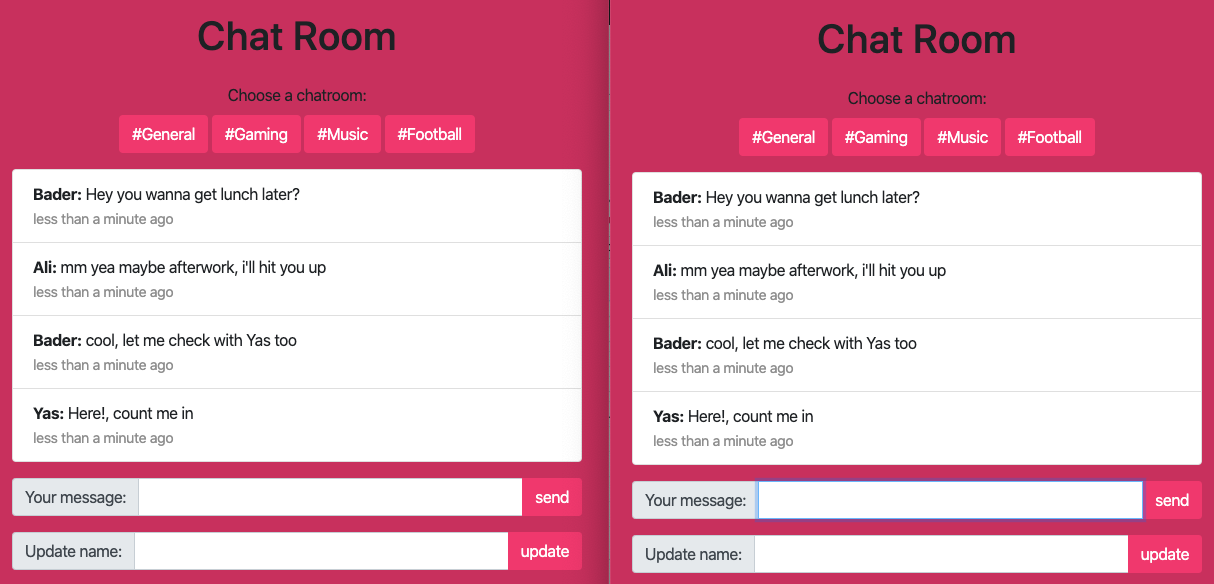 Chat Room
Choose a chatroom:
#General #Gaming #Music #Football
Bader: Hey you wanna get lunch later?
less than a minute ago
Ali: mm yea maybe afterwork, i'll hit you up
less than a minute ago
Bader: cool, let me check with Yas too
less than a minute ago
Yas: Here!, count me in
less than a minute ago
Your message: send
Update name: update
Chat Room
Choose a chatroom:
#General #Gaming #Music #Football
Bader: Hey you wanna get lunch later?
less than a minute ago
Ali: mm yea maybe afterwork, i'll hit you up
less than a minute ago
Bader: cool, let me check with Yas too
less than a minute ago
Yas: Here!, count me in
less than a minute ago
Your message: send
Update name: update